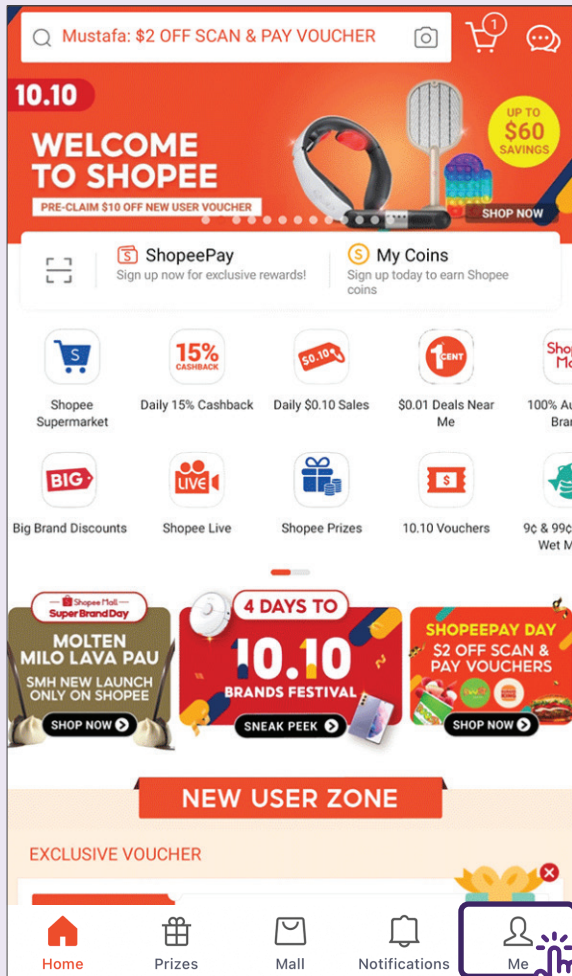 Mustafa: $2 OFF SCAN & PAY VOUCHER
1
10.10
WELCOME
TO SHOPEE
PRE-CLAIM $10 OFF NEW USER VOUCHER
UP TO
$60
SAVINGS
SHOP NOW
ShopeePay
Sign up now for exclusive rewards!
My Coins
Sign up today to earn Shopee
coins
15%
CASHBACK
$0.10
1 CENT
Shopee
Supermarket
Daily 15% Cashback
Daily $0.10 Sales
$0.01 Deals Near
Me
100%
BIG
LIVE
$
Big Brand Discounts
Shopee Live
Shopee Prizes
10.10 Vouchers
9¢ & 99¢
Wet
Shopee Mall
Super Brand Day
MOLTEN
MILO LAVA PAU
SMH NEW LAUNCH
ONLY ON SHOPEE
SHOP NOW
4 DAYS TO
10.10
BRANDS FESTIVAL
SNEAK PEEK
SHOPEEPAY DAY
$2 OFF SCAN &
PAY VOUCHERS
SHOP NOW
NEW USER ZONE
EXCLUSIVE VOUCHER
Home
Prizes
Mall
Notifications
Me